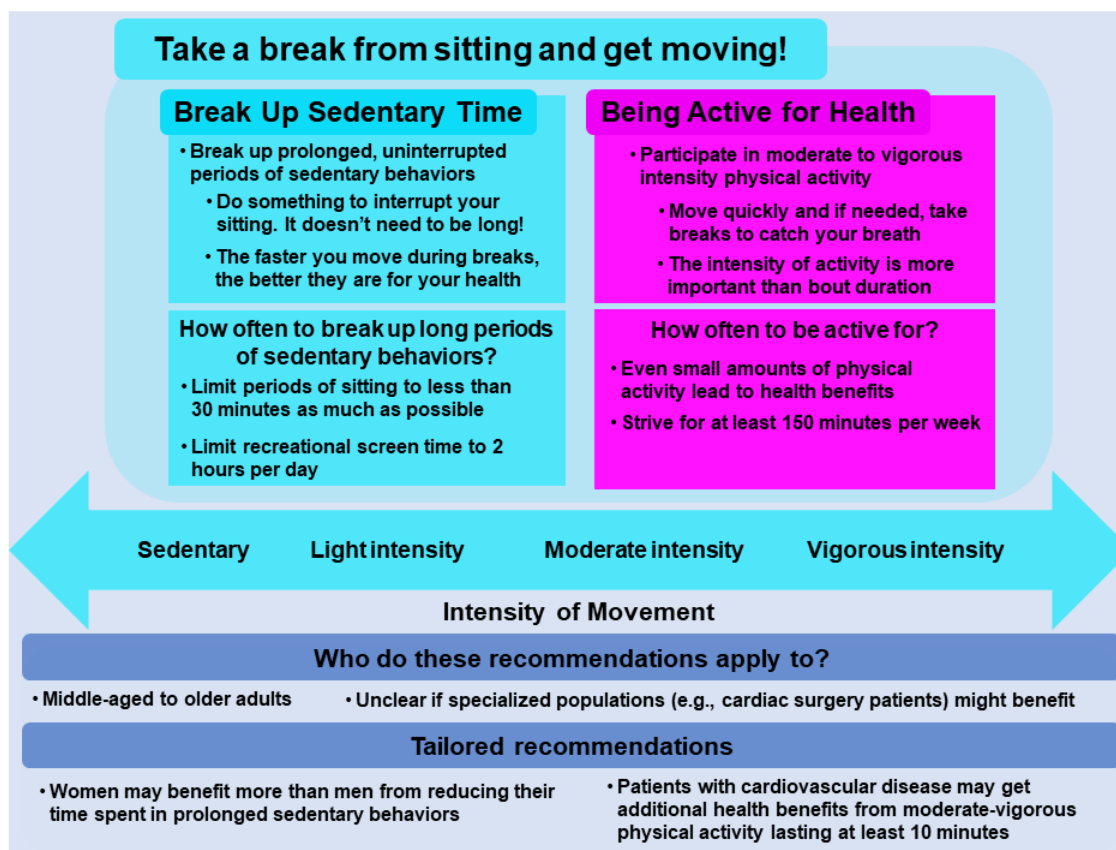 Take a break from sitting and get moving!
Break Up Sedentary Time
• Break up prolonged, uninterrupted
periods of sedentary behaviors
• Do something to interrupt your
sitting. It doesn't need to be long!
• The faster you move during breaks,
the better they are for your health
How often to break up long periods
of sedentary behaviors?
• Limit periods of sitting to less than
30 minutes as much as possible
• Limit recreational screen time to 2
hours per day
Being Active for Health
• Participate in moderate to vigorous
intensity physical activity
• Move quickly and if needed, take
breaks to catch your breath
• The intensity of activity is more
important than bout duration
How often to be active for?
• Even small amounts of physical
activity lead to health benefits
• Strive for at least 150 minutes per week
Sedentary Light intensity Moderate intensity Vigorous intensity
Intensity of Movement
Who do these recommendations apply to?
• Middle-aged to older adults
• Unclear if specialized populations (e.g., cardiac surgery patients) might benefit
Tailored recommendations
• Women may benefit more than men from reducing their
time spent in prolonged sedentary behaviors
• Patients with cardiovascular disease may get
additional health benefits from moderate-vigorous
physical activity lasting at least 10 minutes